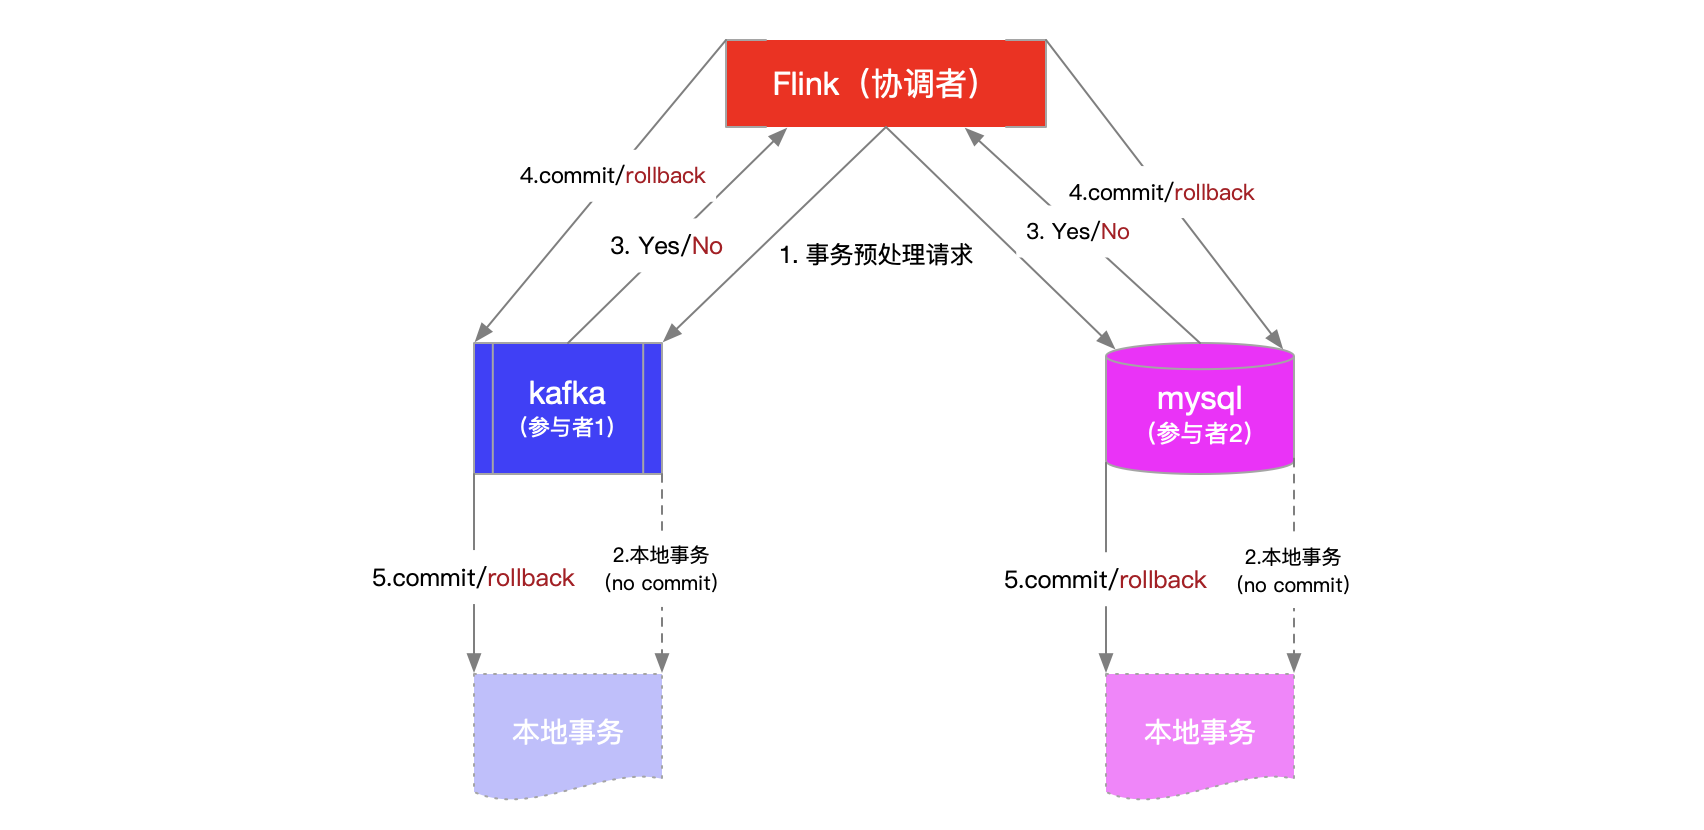 Flink（协调者）
4.commit/rollback
4.commit/rollback
3. Yes/No
3. Yes/No
1. 事务预处理请求
kafka
（参与者1）
mysql
（参与者2）
5.commit/rollback
2.本地事务
(no commit)
5.commit/rollback
2.本地事务
(no commit)
本地事务
本地事务